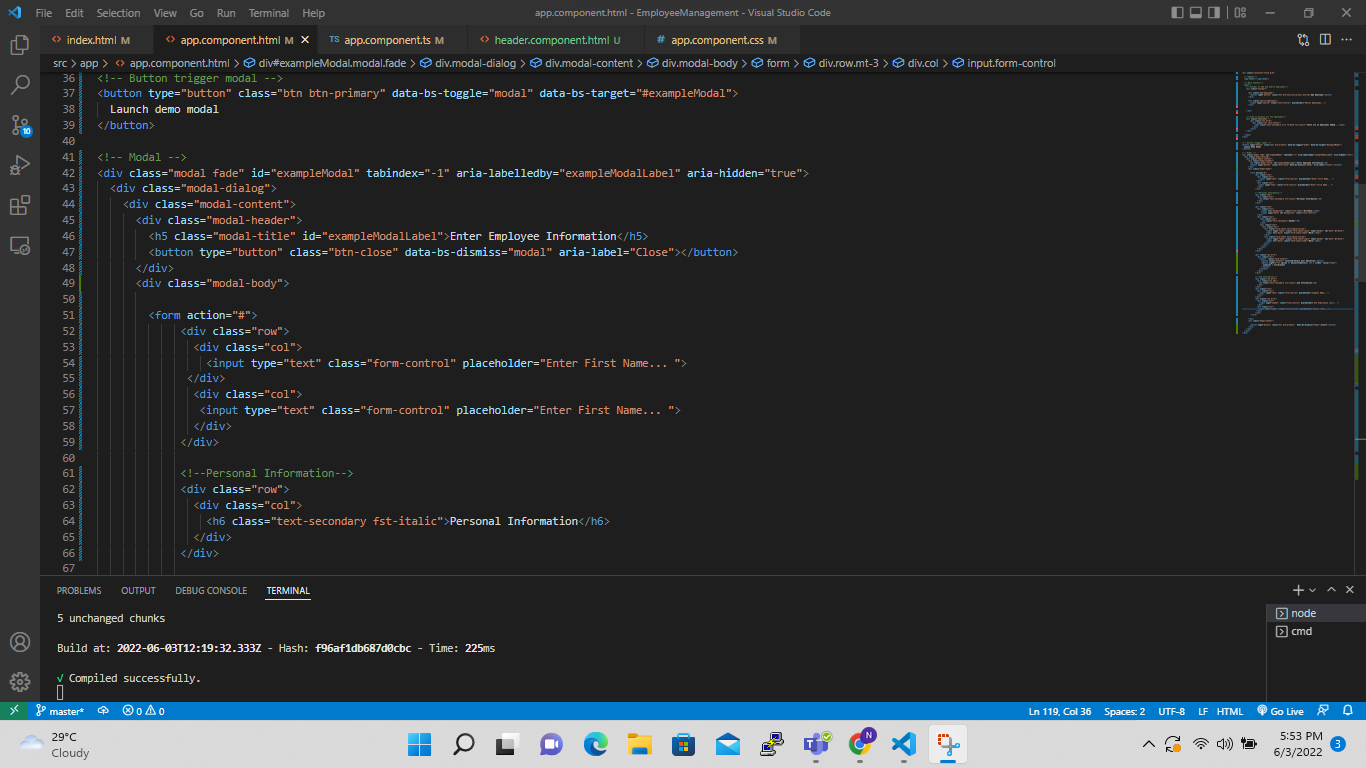 File Edit Selection View Go Run Terminal Help
app.component.html - EmployeeManagement - Visual Studio Code
index.html M
app.component.html M
TS app.component.ts M
header.component.html U
# app.component.css M
src > app > app.component.html > div#exampleModal.modal.fade > div.modal-dialog > div.modal-content > div.modal-body > form > div.row.mt-3 > div.col > input.form-control
36 <!-- Button trigger modal -->
37 <button type="button" class="btn btn-primary" data-bs-toggle="modal" data-bs-target="#exampleModal">
38 Launch demo modal
39 </button>
40
41 <!-- Modal -->
42 <div class="modal fade" id="exampleModal" tabindex="-1" aria-labelledby="exampleModalLabel" aria-hidden="true">
43 <div class="modal-dialog">
44 <div class="modal-content">
45 <div class="modal-header">
46 <h5 class="modal-title" id="exampleModalLabel">Enter Employee Information</h5>
47 <button type="button" class="btn-close" data-bs-dismiss="modal" aria-label="Close"></button>
48 </div>
49 <div class="modal-body">
50
51 <form action="#">
52 <div class="row">
53 <div class="col">
54 <input type="text" class="form-control" placeholder="Enter First Name... ">
55 </div>
56 <div class="col">
57 <input type="text" class="form-control" placeholder="Enter First Name... ">
58 </div>
59 </div>
60
61 <!--Personal Information-->
62 <div class="row">
63 <div class="col">
64 <h6 class="text-secondary fst-italic">Personal Information</h6>
65 </div>
66 </div>
67
PROBLEMS OUTPUT DEBUG CONSOLE TERMINAL
5 unchanged chunks
Build at: 2022-06-03T12:19:32.333Z - Hash: f96af1db687d0cbc - Time: 225ms
√ Compiled successfully.
node
cmd
10
master* 0 0
Ln 119, Col 36 Spaces: 2 UTF-8 LF HTML Go Live
29°C
Cloudy
N
5:53 PM
6/3/2022
3